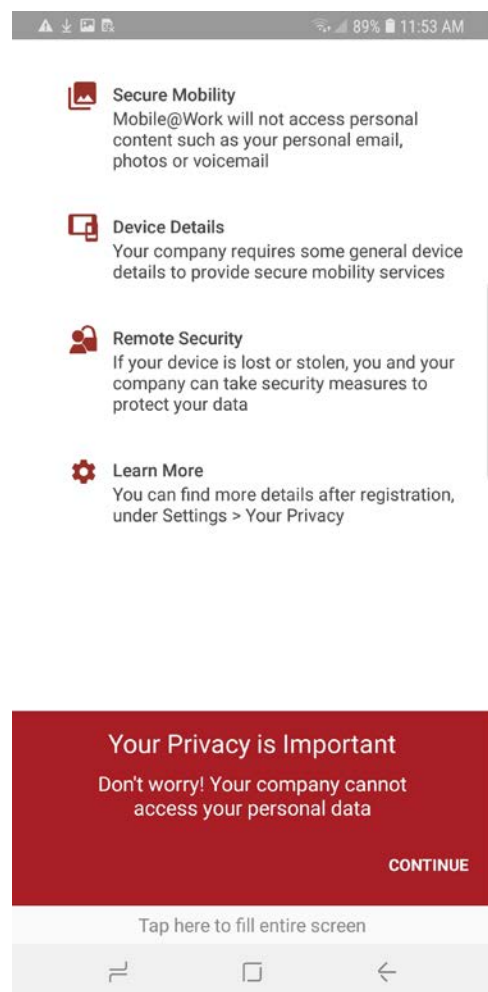 89% 11:53 AM
Secure Mobility
Mobile@Work will not access personal
content such as your personal email,
photos or voicemail
Device Details
Your company requires some general device
details to provide secure mobility services
Remote Security
If your device is lost or stolen, you and your
company can take security measures to
protect your data
Learn More
You can find more details after registration,
under Settings > Your Privacy
Your Privacy is Important
Don't worry! Your company cannot
access your personal data
CONTINUE
Tap here to fill entire screen